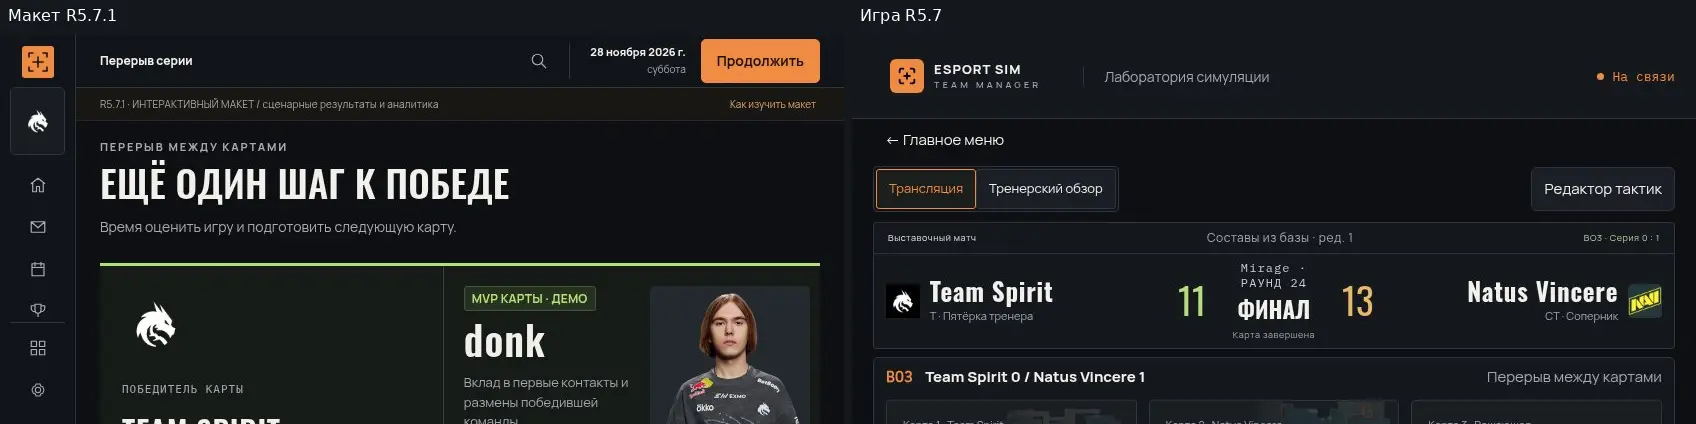 Макет R5.7.1
Перерыв серии
28 ноября 2026 г.
суббота
Продолжить
R5.7.1 · ИНТЕРАКТИВНЫЙ МАКЕТ / сценарные результаты и аналитика
Как изучить макет
ПЕРЕРЫВ МЕЖДУ КАРТАМИ
ЕЩЁ ОДИН ШАГ К ПОБЕДЕ
Время оценить игру и подготовить следующую карту.
MVP КАРТЫ · ДЕМО
donk
Вклад в первые контакты и
размены победившей
команды
ПОБЕДИТЕЛЬ КАРТЫ
TEAM SPIRIT
Игра R5.7
ESPORT SIM
TEAM MANAGER
Лаборатория симуляции
На связи
← Главное меню
Трансляция
Тренерский обзор
Редактор тактик
Выставочный матч
Составы из базы · ред. 1
BO3 · Серия 0 : 1
Team Spirit
T · Пятёрка тренера
11
Mirage ·
РАУНД 24
ФИНАЛ
Карта завершена
13
Natus Vincere
CT · Соперник
BO3
Team Spirit 0 / Natus Vincere 1
Перерыв между картами